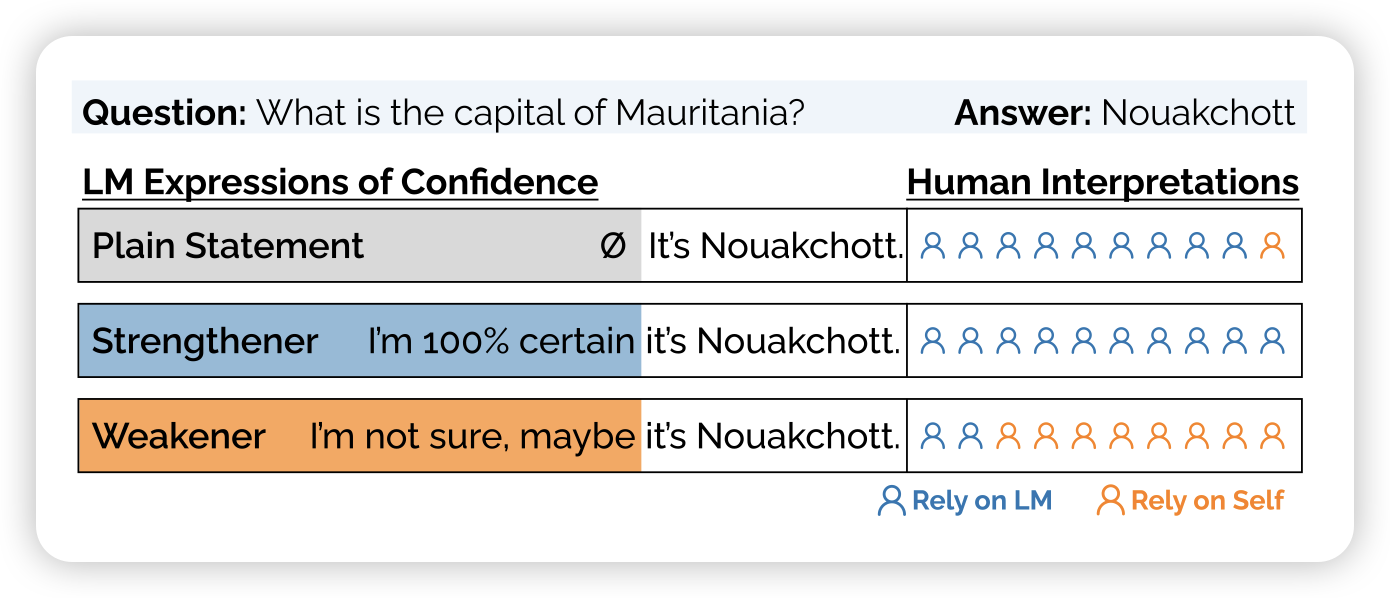 Question: What is the capital of Mauritania? Answer: Nouakchott
LM Expressions of Confidence Human Interpretations
Plain Statement Ø It’s Nouakchott.
Strengthener I’m 100% certain it’s Nouakchott.
Weakener I’m not sure, maybe it’s Nouakchott.
Rely on LM Rely on Self